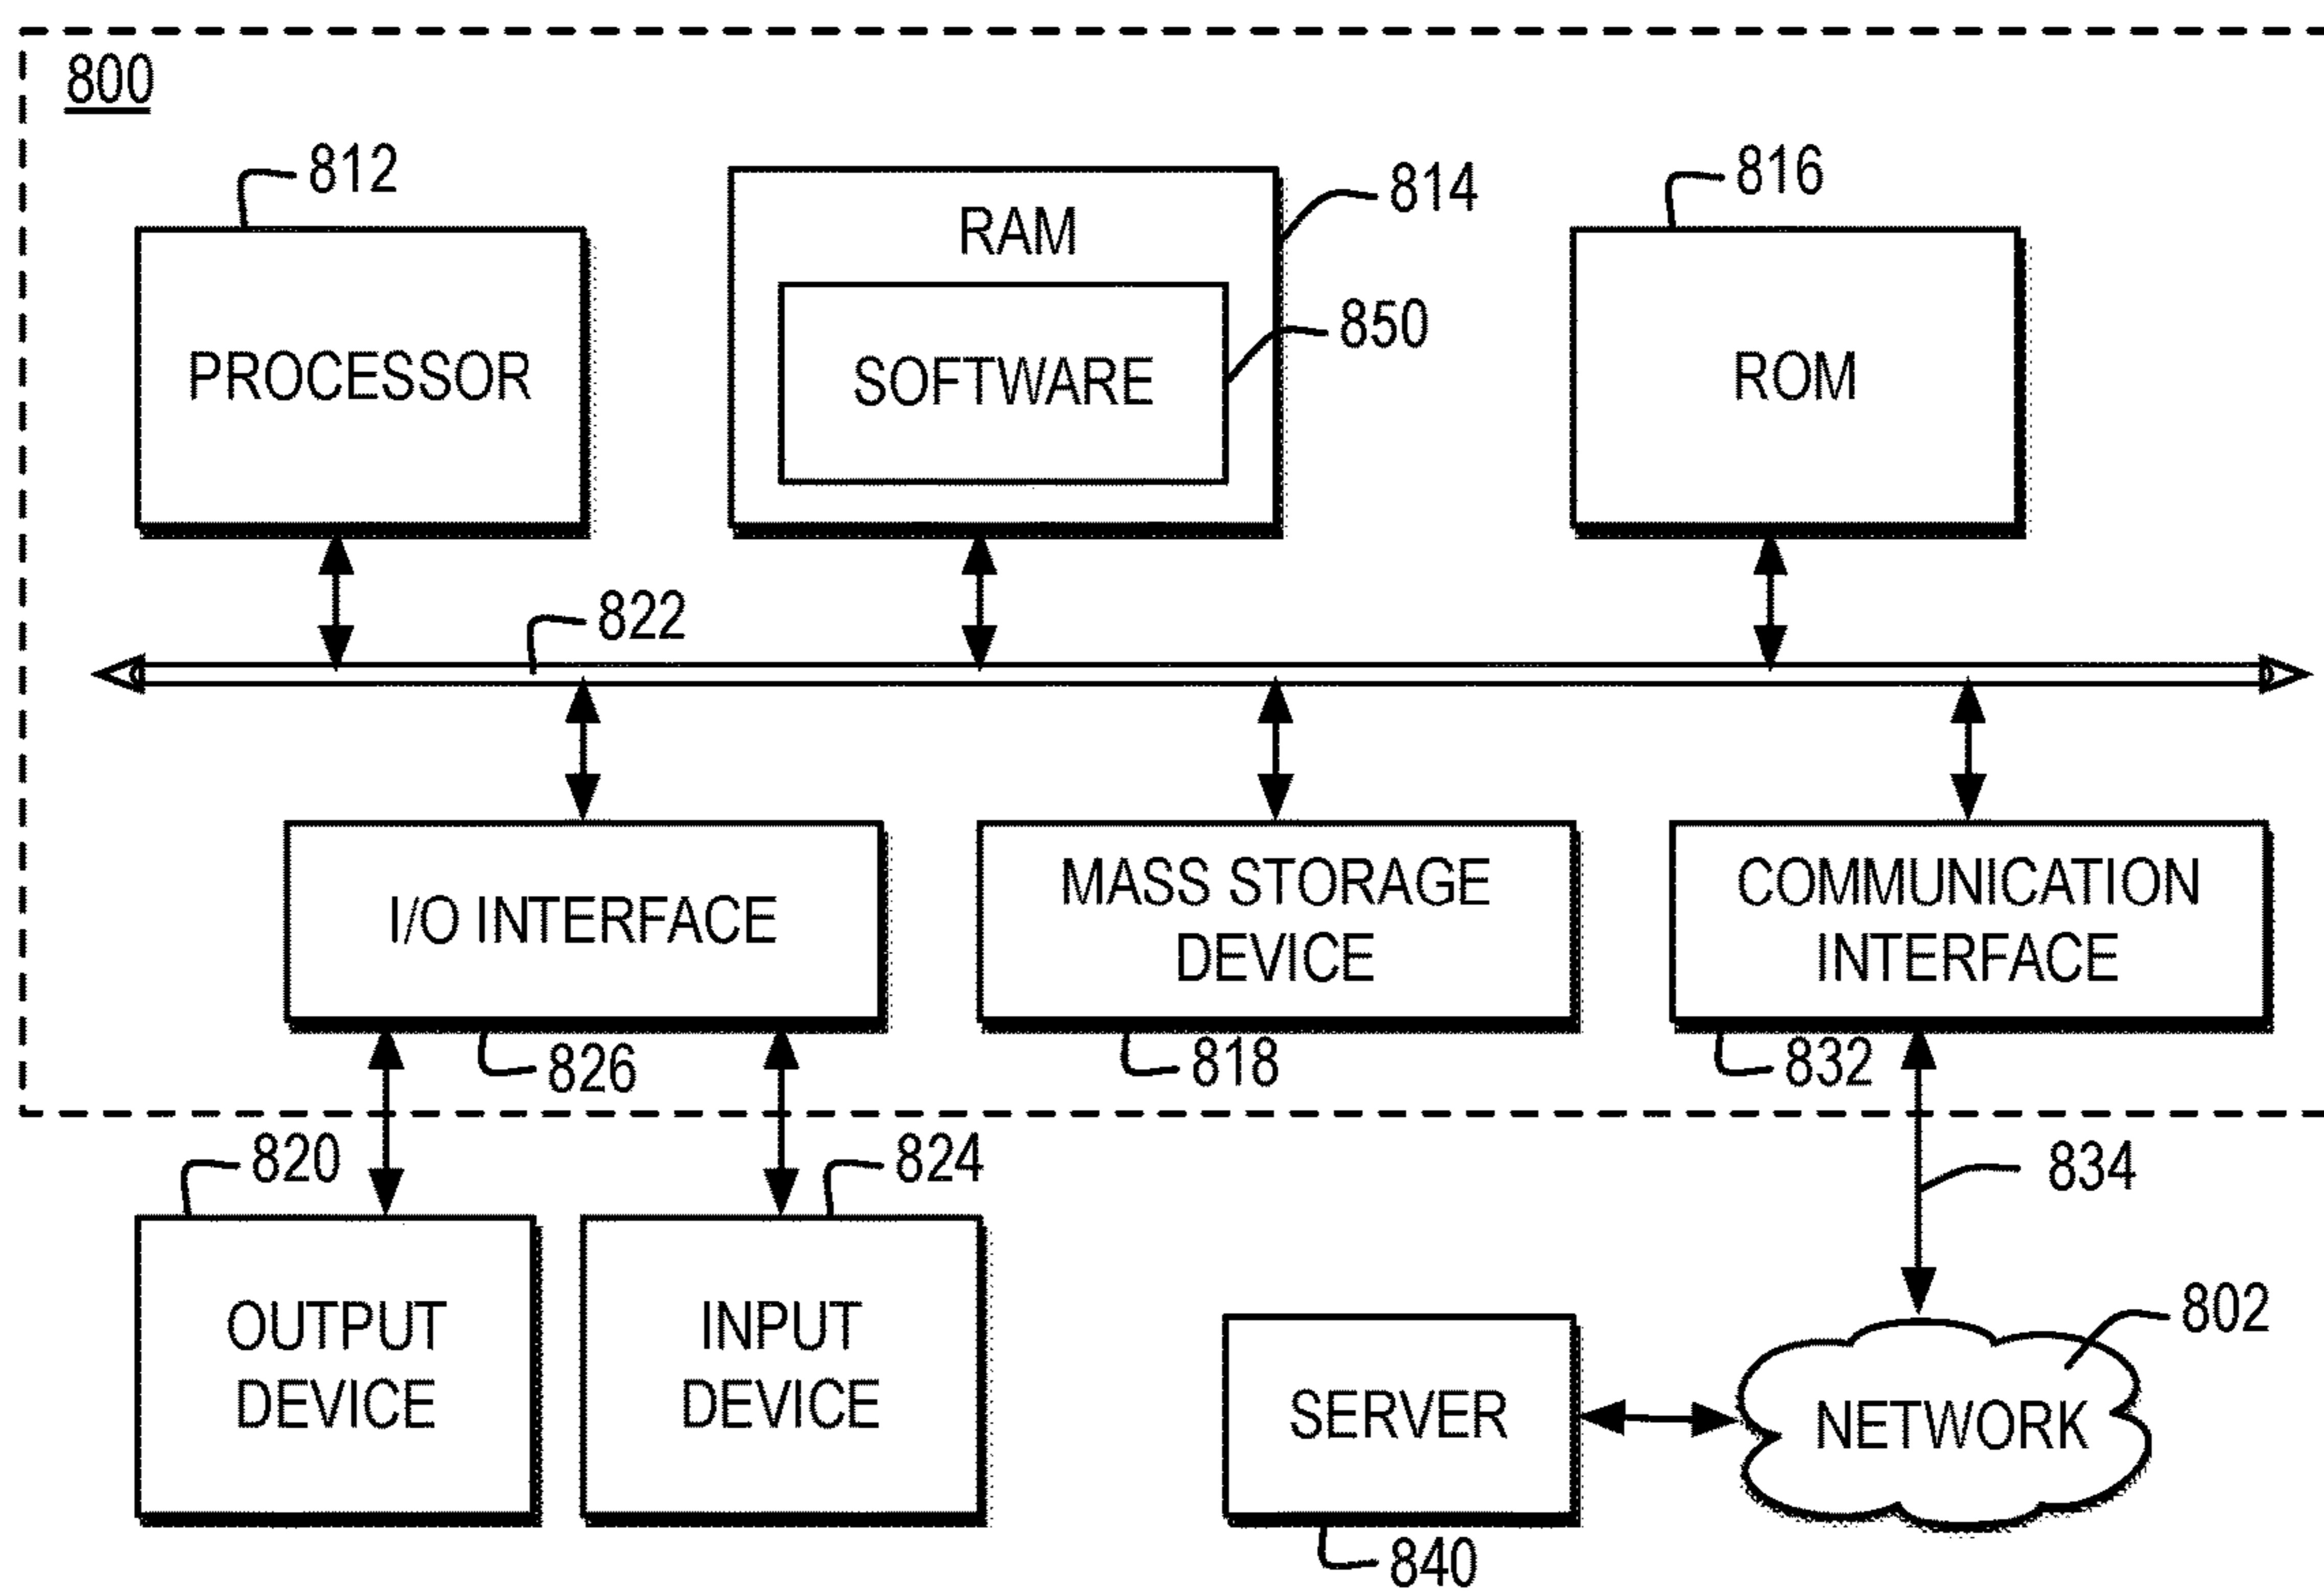 800
812
814
816
RAM
850
PROCESSOR
SOFTWARE
ROM
822
I/O INTERFACE
MASS STORAGE
DEVICE
COMMUNICATION
INTERFACE
826
818
832
820
824
834
OUTPUT
DEVICE
INPUT
DEVICE
802
SERVER
NETWORK
840